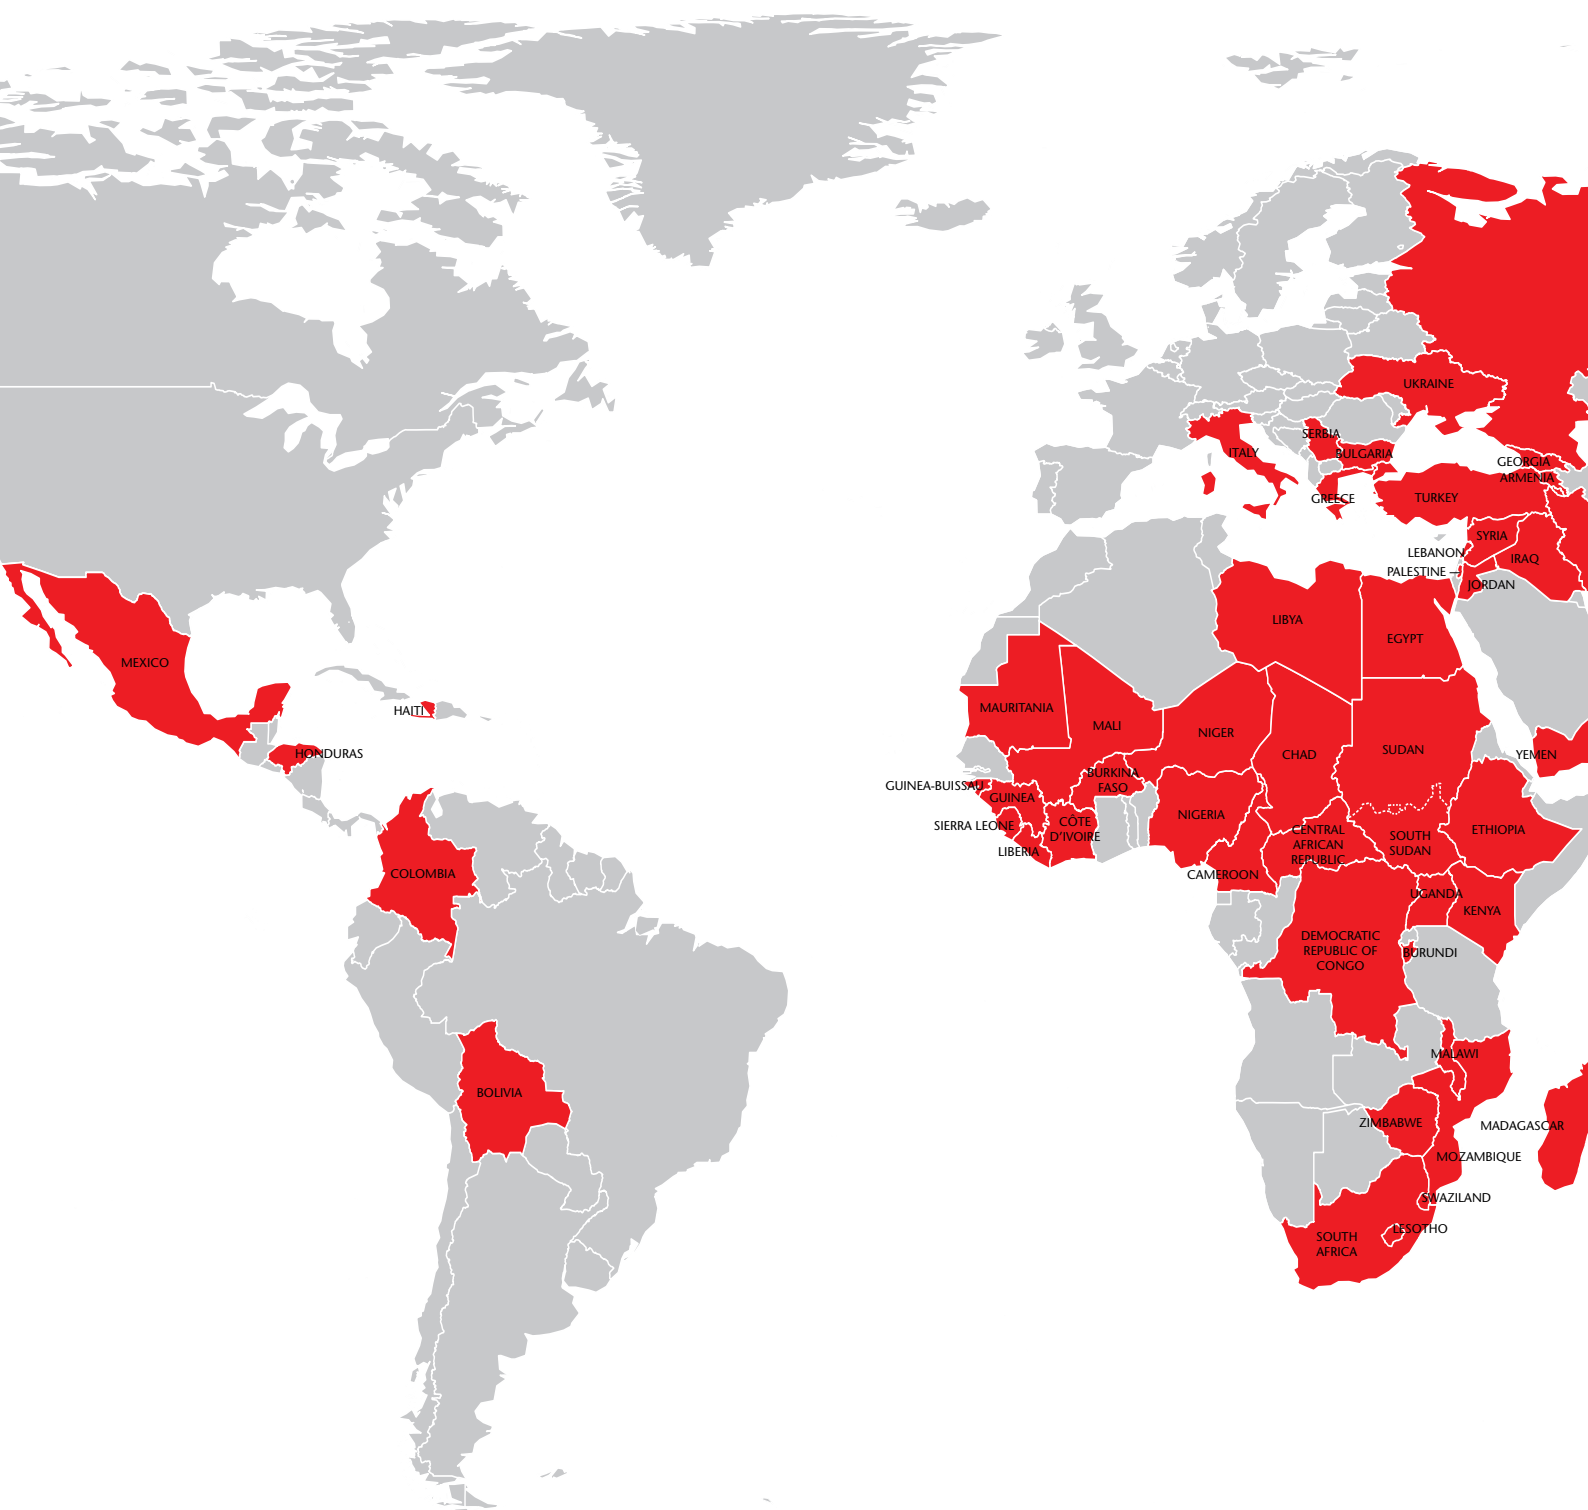 UKRAINE
SERBIA
ITALY
BULGARIA
GEORGIA
ARMENIA
GREECE
TURKEY
SYRIA
LEBANON
IRAQ
PALESTINE
JORDAN
LIBYA
EGYPT
MEXICO
HAITI
HONDURAS
MAURITANIA
MALI
NIGER
CHAD
SUDAN
YEMEN
GUINEA-BUISSAU
GUINEA
BURKINA
FASO
SIERRA LEONE
LIBERIA
CÔTE
D'IVOIRE
NIGERIA
CAMEROON
CENTRAL
AFRICAN
REPUBLIC
SOUTH
SUDAN
ETHIOPIA
COLOMBIA
UGANDA
KENYA
DEMOCRATIC
REPUBLIC OF
CONGO
BURUNDI
BOLIVIA
MALAWI
ZIMBABWE
MADAGASCAR
MOZAMBIQUE
SWAZILAND
LESOTHO
SOUTH
AFRICA